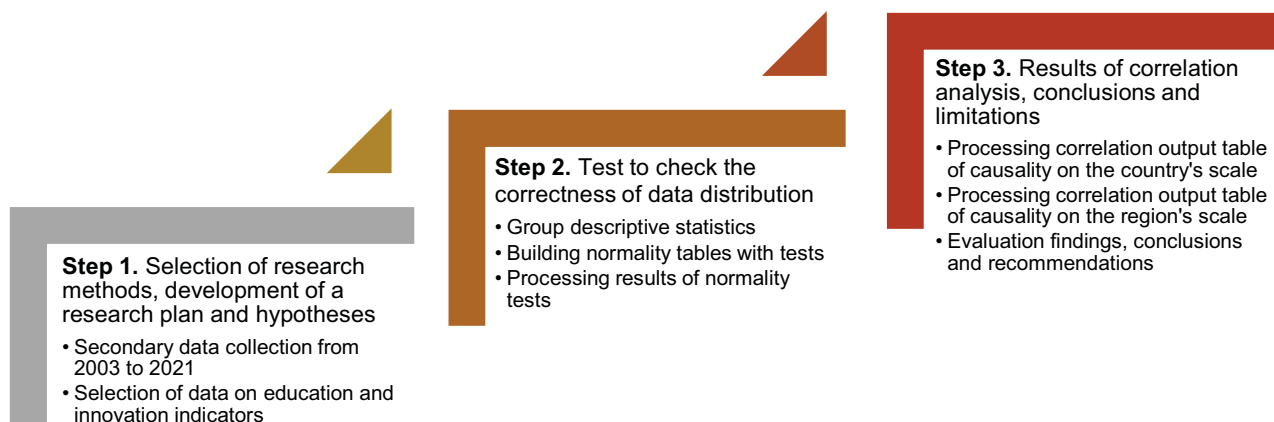 Step 1. Selection of research
methods, development of a
research plan and hypotheses
• Secondary data collection from
2003 to 2021
• Selection of data on education and
innovation indicators
Step 2. Test to check the
correctness of data distribution
• Group descriptive statistics
• Building normality tables with tests
• Processing results of normality
tests
Step 3. Results of correlation
analysis, conclusions and
limitations
• Processing correlation output table
of causality on the country's scale
• Processing correlation output table
of causality on the region's scale
• Evaluation findings, conclusions
and recommendations